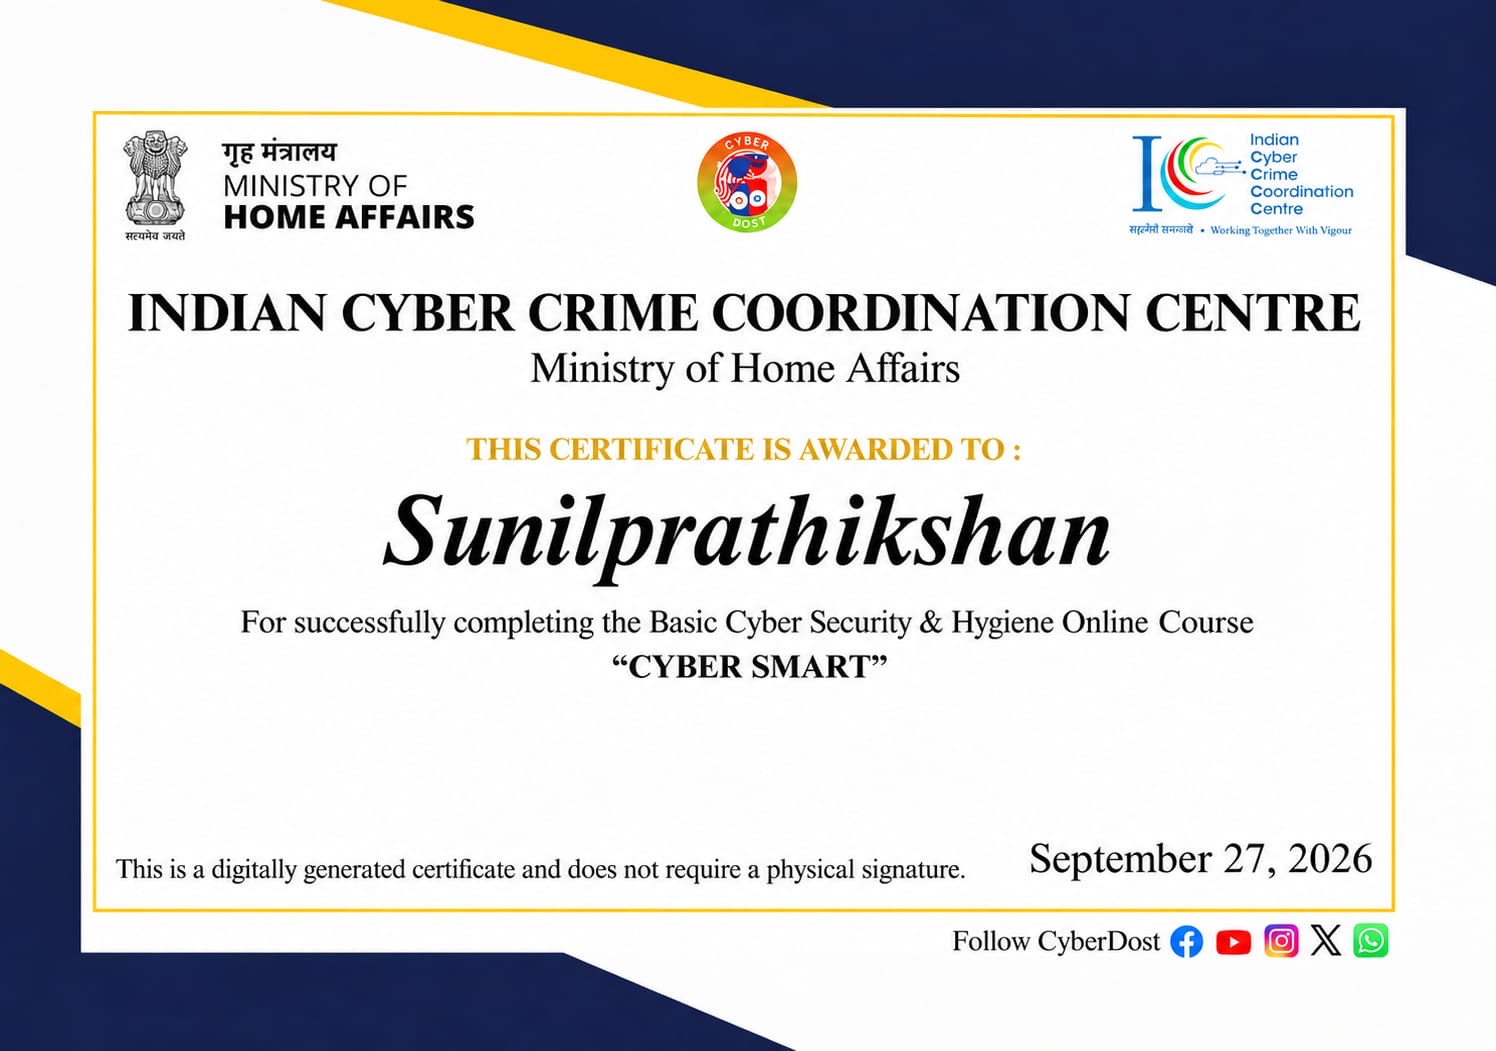 गृह मंत्रालय
MINISTRY OF
HOME AFFAIRS
सत्यमेव जयते
CYBER
DOST
Indian
Cyber
Crime
Coordination
Centre
• Working Together With Vigour
INDIAN CYBER CRIME COORDINATION CENTRE
Ministry of Home Affairs
THIS CERTIFICATE IS AWARDED TO :
Sunilprathikshan
For successfully completing the Basic Cyber Security & Hygiene Online Course
“CYBER SMART”
This is a digitally generated certificate and does not require a physical signature.
September 27, 2026
Follow CyberDost